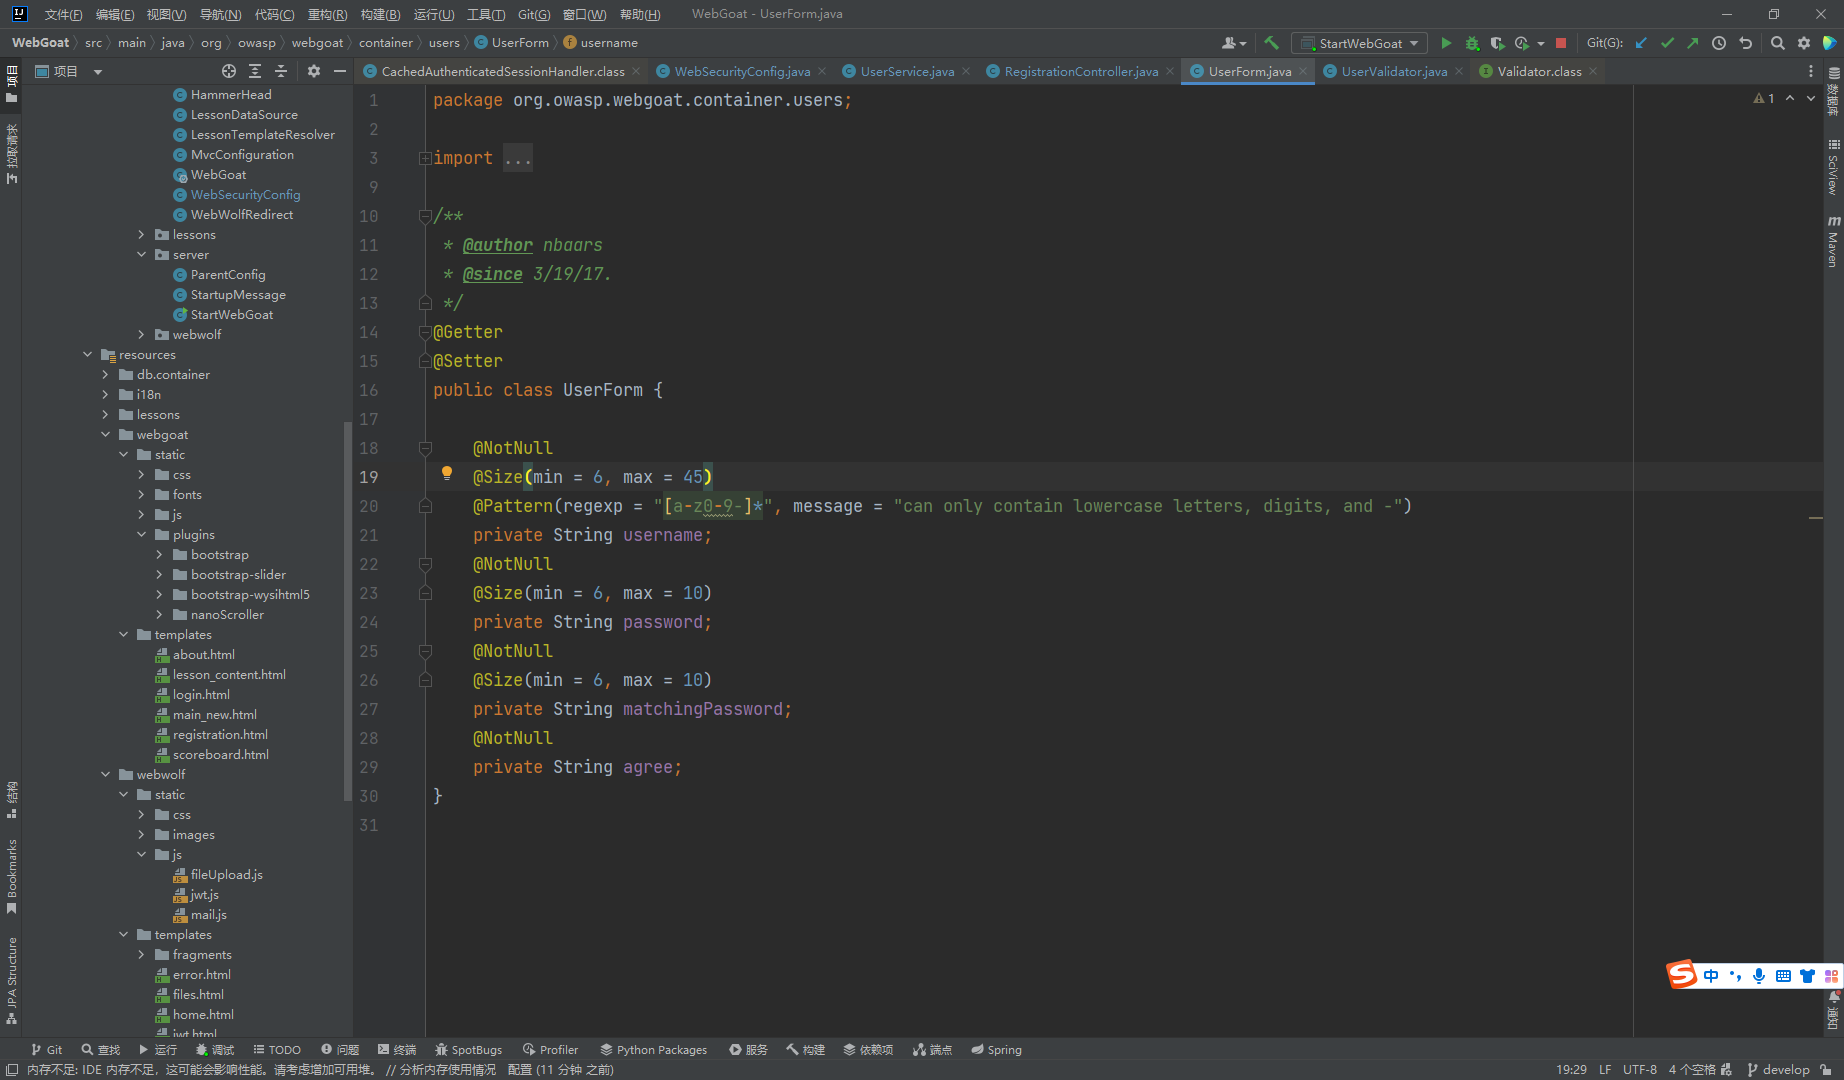 文件(F) 编辑(E) 视图(V) 导航(N) 代码(C) 重构(R) 构建(B) 运行(U) 工具(T) Git(G) 窗口(W) 帮助(H) WebGoat - UserForm.java
WebGoat src main java org owasp webgoat container users UserForm username StartWebGoat Git(G):
项目 CachedAuthenticatedSessionHandler.class WebSecurityConfig.java UserService.java RegistrationController.java UserForm.java UserValidator.java Validator.class
项目
拉取请求
结构
Bookmarks
JPA Structure
HammerHead
LessonDataSource
LessonTemplateResolver
MvcConfiguration
WebGoat
WebSecurityConfig
WebWolfRedirect
lessons
server
ParentConfig
StartupMessage
StartWebGoat
webwolf
resources
db.container
i18n
lessons
webgoat
static
css
fonts
js
plugins
bootstrap
bootstrap-slider
bootstrap-wysihtml5
nanoScroller
templates
about.html
lesson_content.html
login.html
main_new.html
registration.html
scoreboard.html
webwolf
static
css
images
js
fileUpload.js
jwt.js
mail.js
templates
fragments
error.html
files.html
home.html
jwt.html
1 package org.owasp.webgoat.container.users;
2
3 import ...
9
10 /**
11 * @author nbaars
12 * @since 3/19/17.
13 */
14 @Getter
15 @Setter
16 public class UserForm {
17
18 @NotNull
19 @Size(min = 6, max = 45)
20 @Pattern(regexp = "[a-z0-9-]*", message = "can only contain lowercase letters, digits, and -")
21 private String username;
22 @NotNull
23 @Size(min = 6, max = 10)
24 private String password;
25 @NotNull
26 @Size(min = 6, max = 10)
27 private String matchingPassword;
28 @NotNull
29 private String agree;
30 }
31
1
数据库
SciView
m Maven
通知
S 中
Git 查找 运行 调试 TODO 问题 终端 SpotBugs Profiler Python Packages 服务 构建 依赖项 端点 Spring
内存不足: IDE 内存不足，这可能会影响性能。请考虑增加可用堆。 // 分析内存使用情况 配置 (11 分钟 之前) 19:29 LF UTF-8 4 个空格 develop